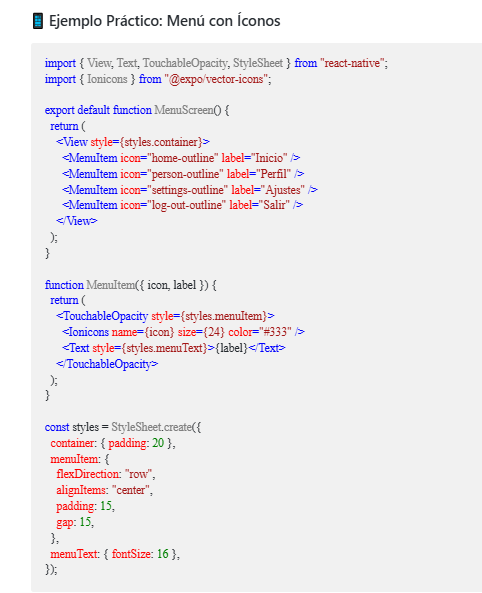 📱 Ejemplo Práctico: Menú con Íconos
import { View, Text, TouchableOpacity, StyleSheet } from "react-native";
import { Ionicons } from "@expo/vector-icons";

export default function MenuScreen() {
  return (
    <View style={styles.container}>
      <MenuItem icon="home-outline" label="Inicio" />
      <MenuItem icon="person-outline" label="Perfil" />
      <MenuItem icon="settings-outline" label="Ajustes" />
      <MenuItem icon="log-out-outline" label="Salir" />
    </View>
  );
}

function MenuItem({ icon, label }) {
  return (
    <TouchableOpacity style={styles.menuItem}>
      <Ionicons name={icon} size={24} color="#333" />
      <Text style={styles.menuText}>{label}</Text>
    </TouchableOpacity>
  );
}

const styles = StyleSheet.create({
  container: { padding: 20 },
  menuItem: {
    flexDirection: "row",
    alignItems: "center",
    padding: 15,
    gap: 15,
  },
  menuText: { fontSize: 16 },
});